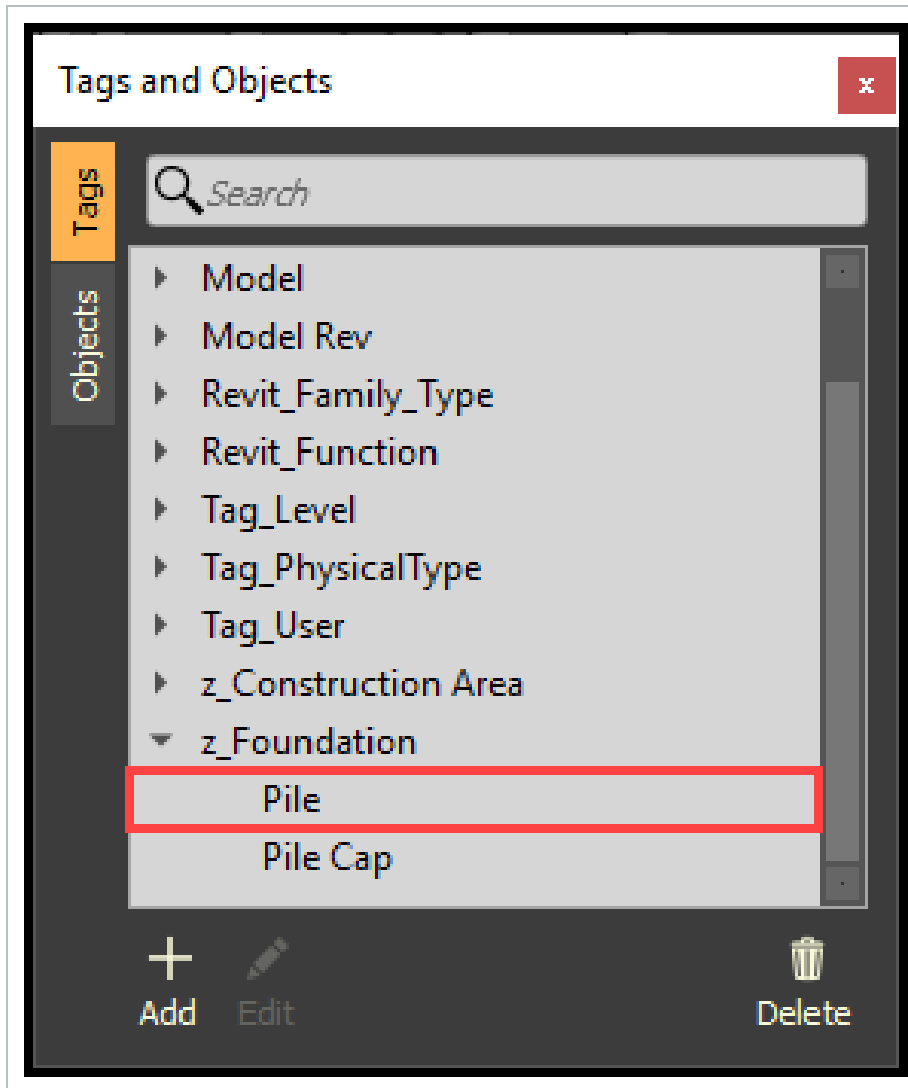 Tags and Objects
x
Tags
Search
Objects
Model
Model Rev
Revit_Family_Type
Revit_Function
Tag_Level
Tag_PhysicalType
Tag_User
z_Construction Area
z_Foundation
Pile
Pile Cap
Add
Edit
Delete